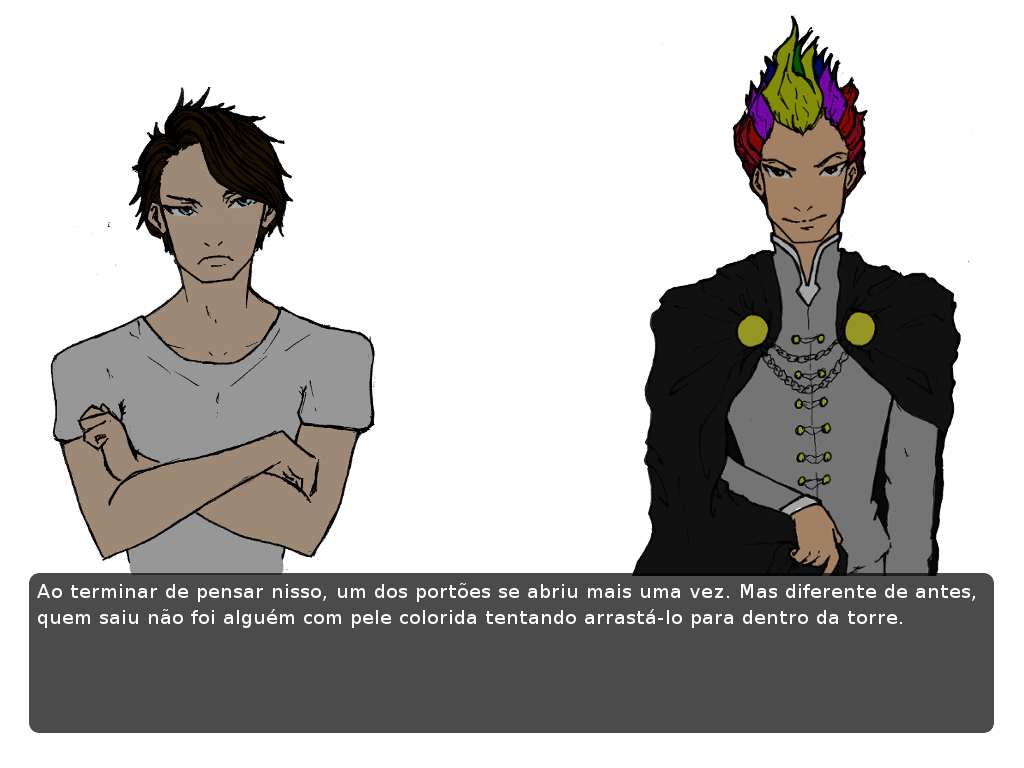 Ao terminar de pensar nisso, um dos portões se abriu mais uma vez. Mas diferente de antes,
quem saiu não foi alguém com pele colorida tentando arrastá-lo para dentro da torre.